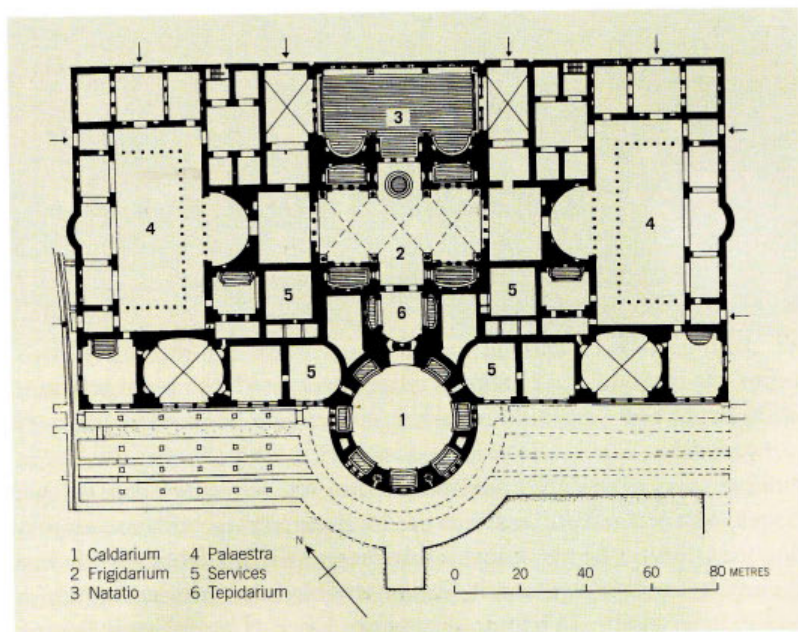 3
4
2
4
5
5
6
5
5
1
1 Caldarium
2 Frigidarium
3 Natatio
4 Palaestra
5 Services
6 Tepidarium
N
0 20 40 60 80 METRES